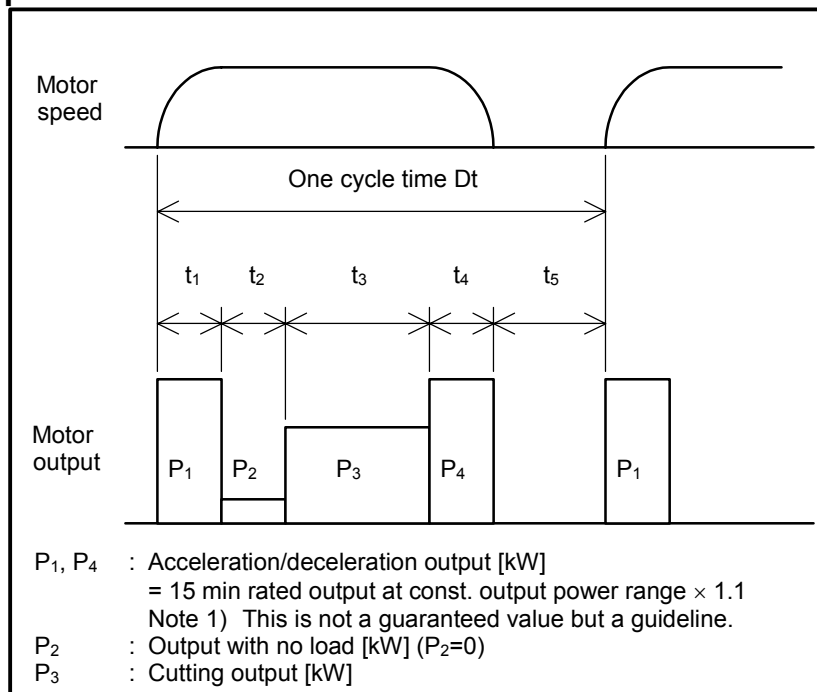 Motor
speed
One cycle time Dt
t₁ t₂ t₃ t₄ t₅
Motor
output
P₁ P₂ P₃ P₄ P₁
P₁, P₄ : Acceleration/deceleration output [kW]
= 15 min rated output at const. output power range × 1.1
Note 1) This is not a guaranteed value but a guideline.
P₂ : Output with no load [kW] (P₂=0)
P₃ : Cutting output [kW]